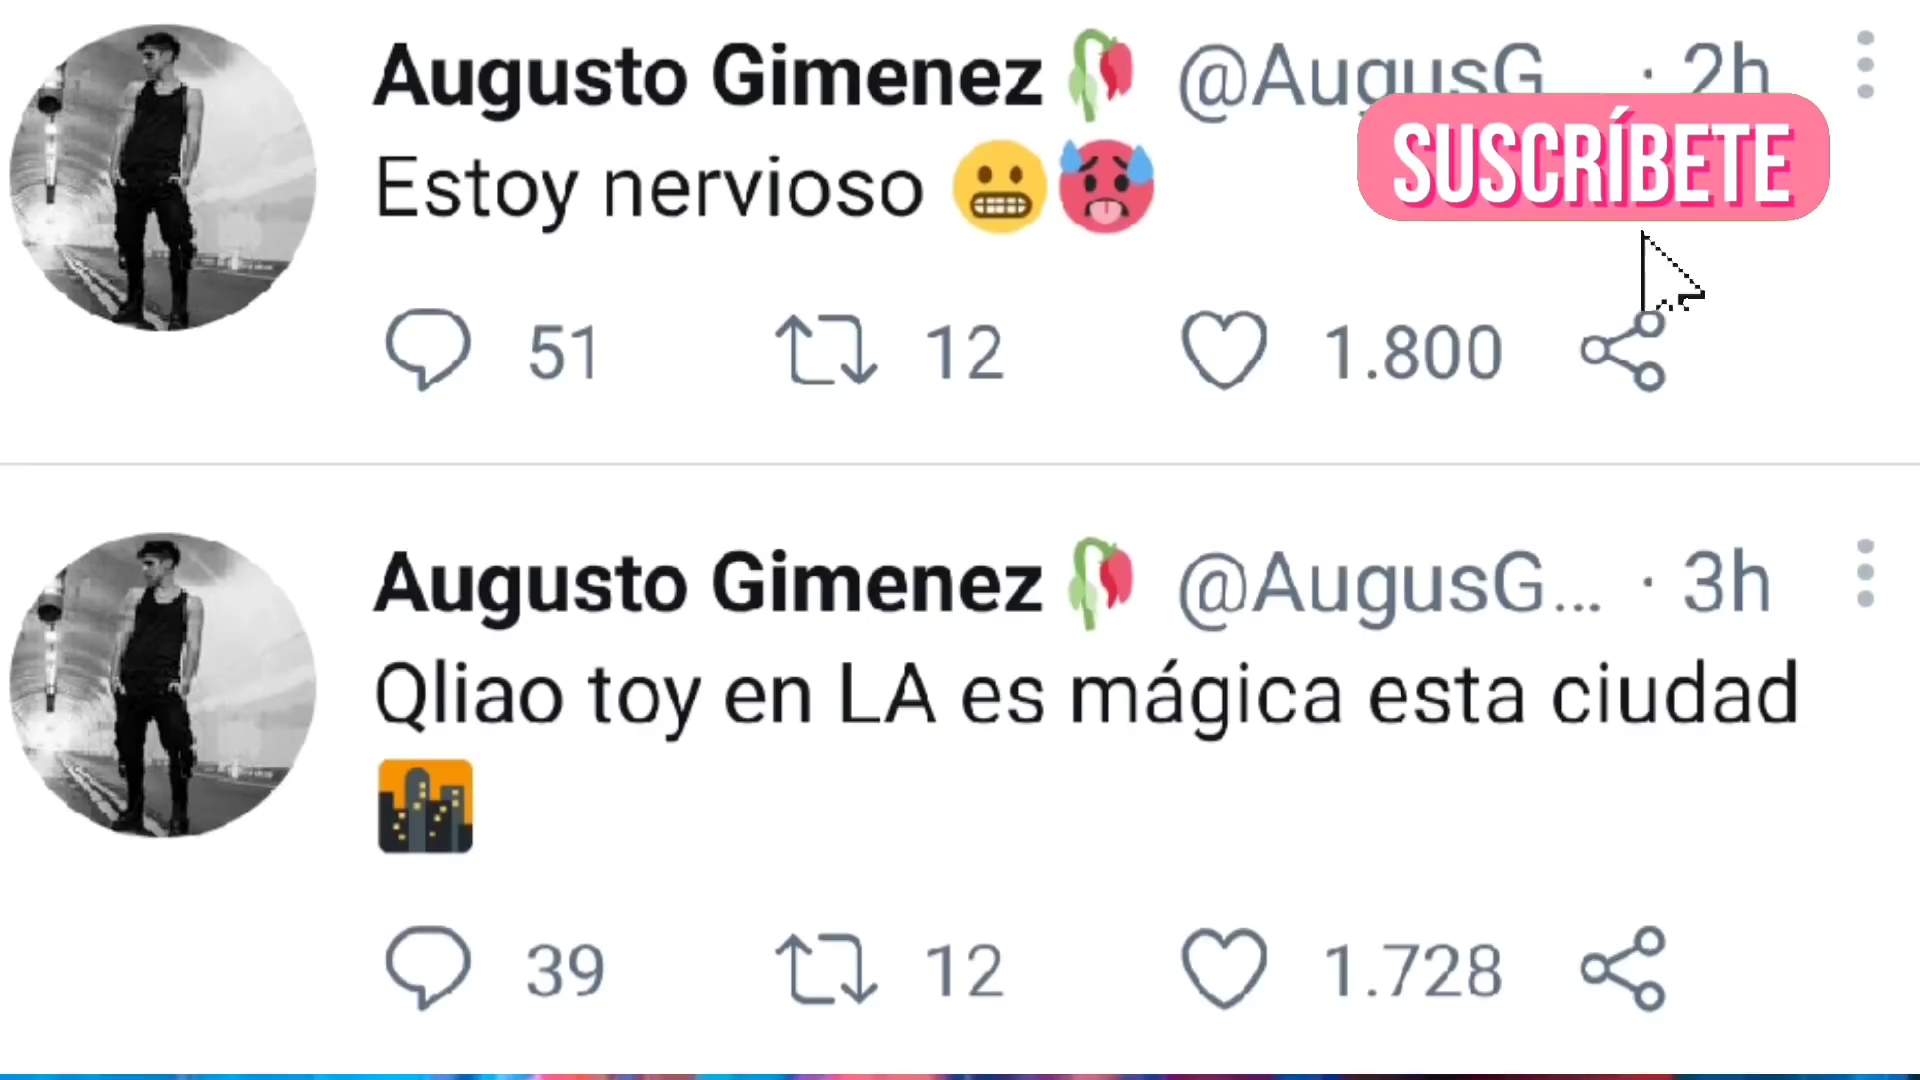 Augusto Gimenez🥀 @AugusG... · 2h
SUSCRÍBETE
Estoy nervioso 😬🥵
51 12 1.800
Augusto Gimenez🥀 @AugusG... · 3h
Qliao toy en LA es mágica esta ciudad
🌆
39 12 1.728